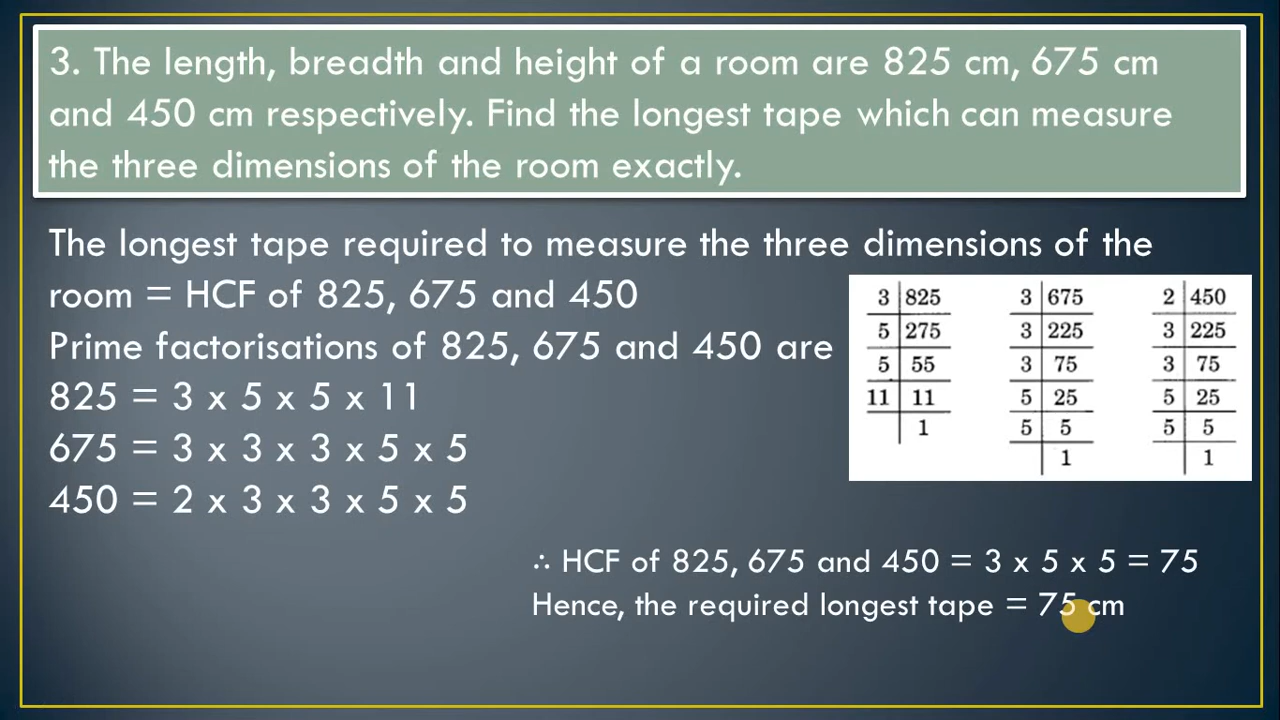 3. The length, breadth and height of a room are 825 cm, 675 cm
and 450 cm respectively. Find the longest tape which can measure
the three dimensions of the room exactly.
The longest tape required to measure the three dimensions of the
room = HCF of 825, 675 and 450
Prime factorisations of 825, 675 and 450 are
825 = 3 x 5 x 5 x 11
675 = 3 x 3 x 3 x 5 x 5
450 = 2 x 3 x 3 x 5 x 5
3 825
5 275
5 55
11 11
1
3 675
3 225
3 75
5 25
5 5
1
2 450
3 225
3 75
5 25
5 5
1
∴ HCF of 825, 675 and 450 = 3 x 5 x 5 = 75
Hence, the required longest tape = 75 cm